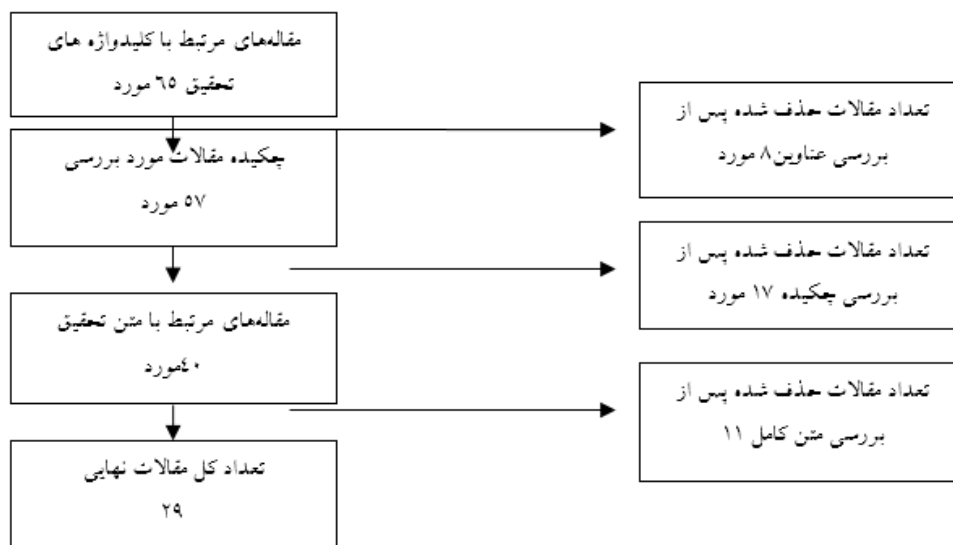 مقاله‌های مرتبط با کلیدواژه های
تحقیق ٦٥ مورد
تعداد مقالات حذف شده پس از
بررسی عناوین٨ مورد
چکیده مقالات مورد بررسی
٥٧ مورد
تعداد مقالات حذف شده پس از
بررسی چکیده ١٧ مورد
مقاله‌های مرتبط با متن تحقیق
٤٠مورد
تعداد مقالات حذف شده پس از
بررسی متن کامل ١١
تعداد کل مقالات نهایی
٢٩